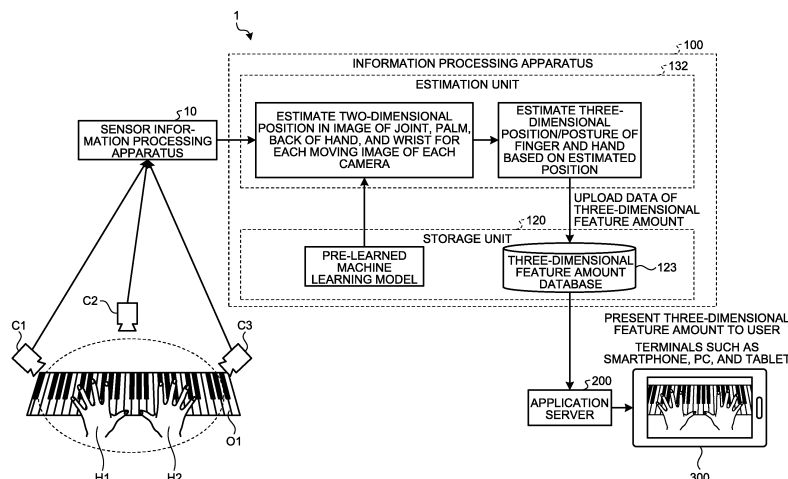 1
100
INFORMATION PROCESSING APPARATUS
132
ESTIMATION UNIT
10
SENSOR INFOR-
MATION PROCESSING
APPARATUS
ESTIMATE TWO-DIMENSIONAL
POSITION IN IMAGE OF JOINT, PALM,
BACK OF HAND, AND WRIST FOR
EACH MOVING IMAGE OF EACH
CAMERA
ESTIMATE THREE-
DIMENSIONAL
POSITION/POSTURE OF
FINGER AND HAND
BASED ON ESTIMATED
POSITION
UPLOAD DATA OF
THREE-DIMENSIONAL
FEATURE AMOUNT
120
STORAGE UNIT
PRE-LEARNED
MACHINE
LEARNING MODEL
THREE-DIMENSIONAL
FEATURE AMOUNT
DATABASE
123
C1
C2
C3
O1
H1
H2
PRESENT THREE-DIMENSIONAL
FEATURE AMOUNT TO USER
TERMINALS SUCH AS
SMARTPHONE, PC, AND TABLET
200
APPLICATION
SERVER
300